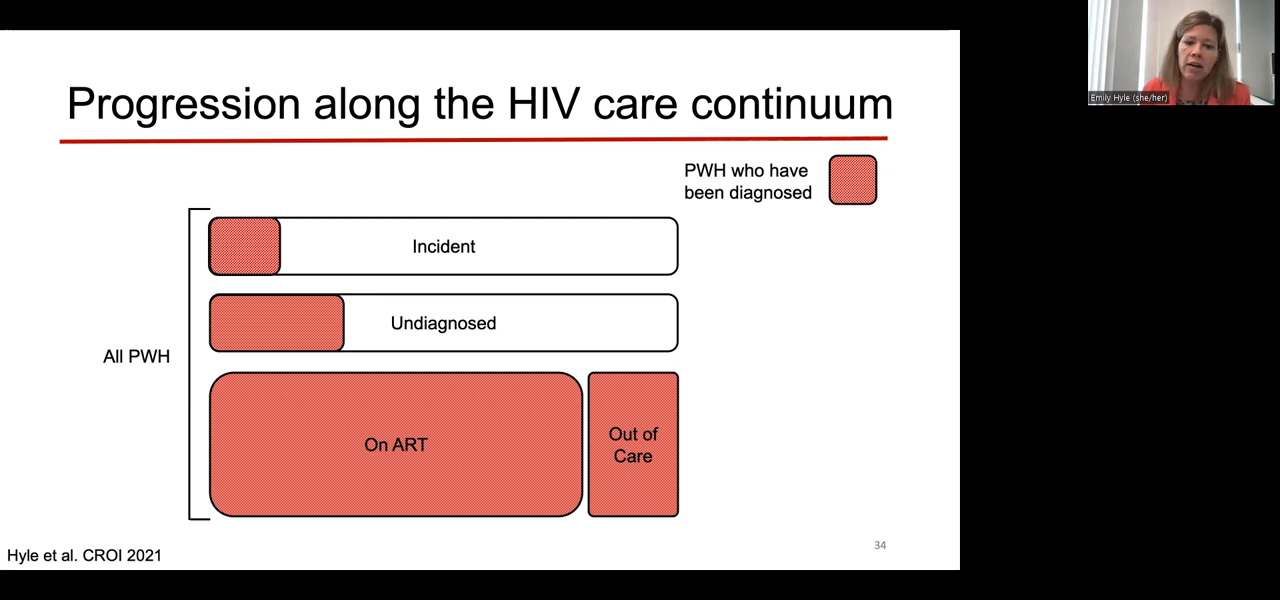 Progression along the HIV care continuum
PWH who have
been diagnosed
Incident
Undiagnosed
All PWH
On ART
Out of
Care
Hyle et al. CROI 2021
34
Emily Hyle (she/her)